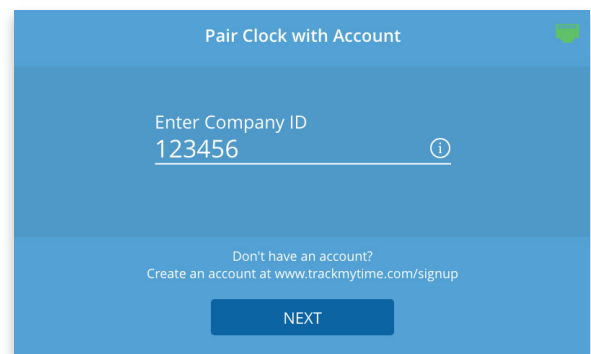 Pair Clock with Account
Enter Company ID
123456
Don't have an account?
Create an account at www.trackmytime.com/signup
NEXT